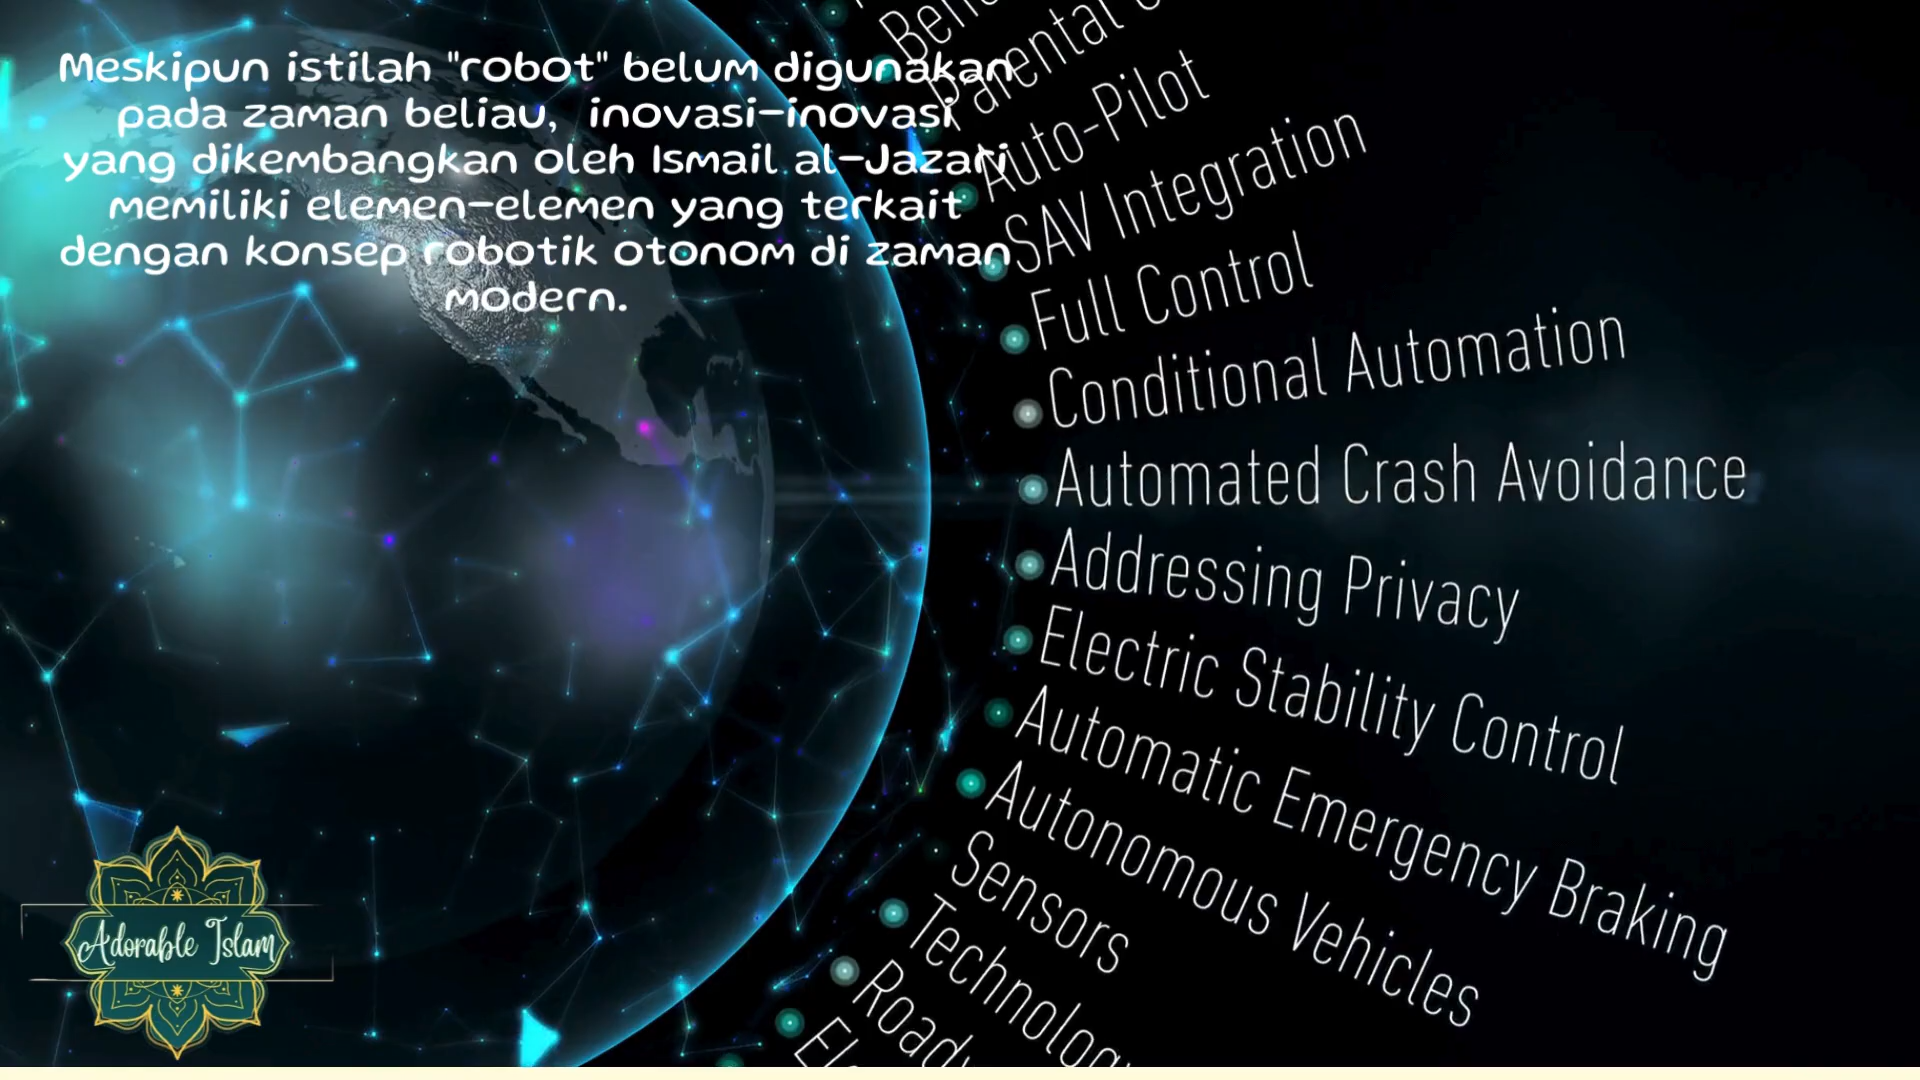 Meskipun istilah "robot" belum digunakan
pada zaman beliau, inovasi-inovasi
yang dikembangkan oleh Ismail al-Jazari
memiliki elemen-elemen yang terkait
dengan konsep robotik otonom di zaman
modern.
Parental
Auto-Pilot
SAV Integration
Full Control
Conditional Automation
Automated Crash Avoidance
Addressing Privacy
Electric Stability Control
Automatic Emergency Braking
Autonomous Vehicles
Sensors
Adorable Islam